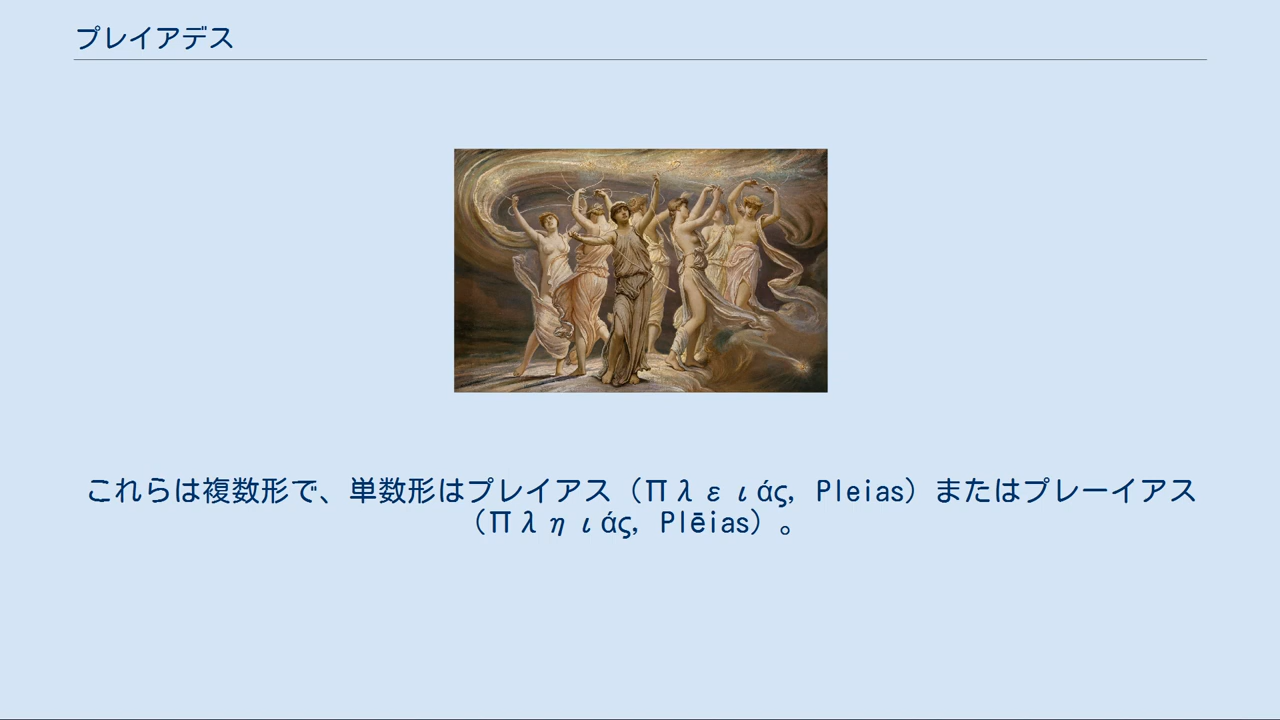 プレイアデス
これらは複数形で、単数形はプレイアス（Πλειάς, Pleias）またはプレーイアス
（Πληιάς, Plēias）。